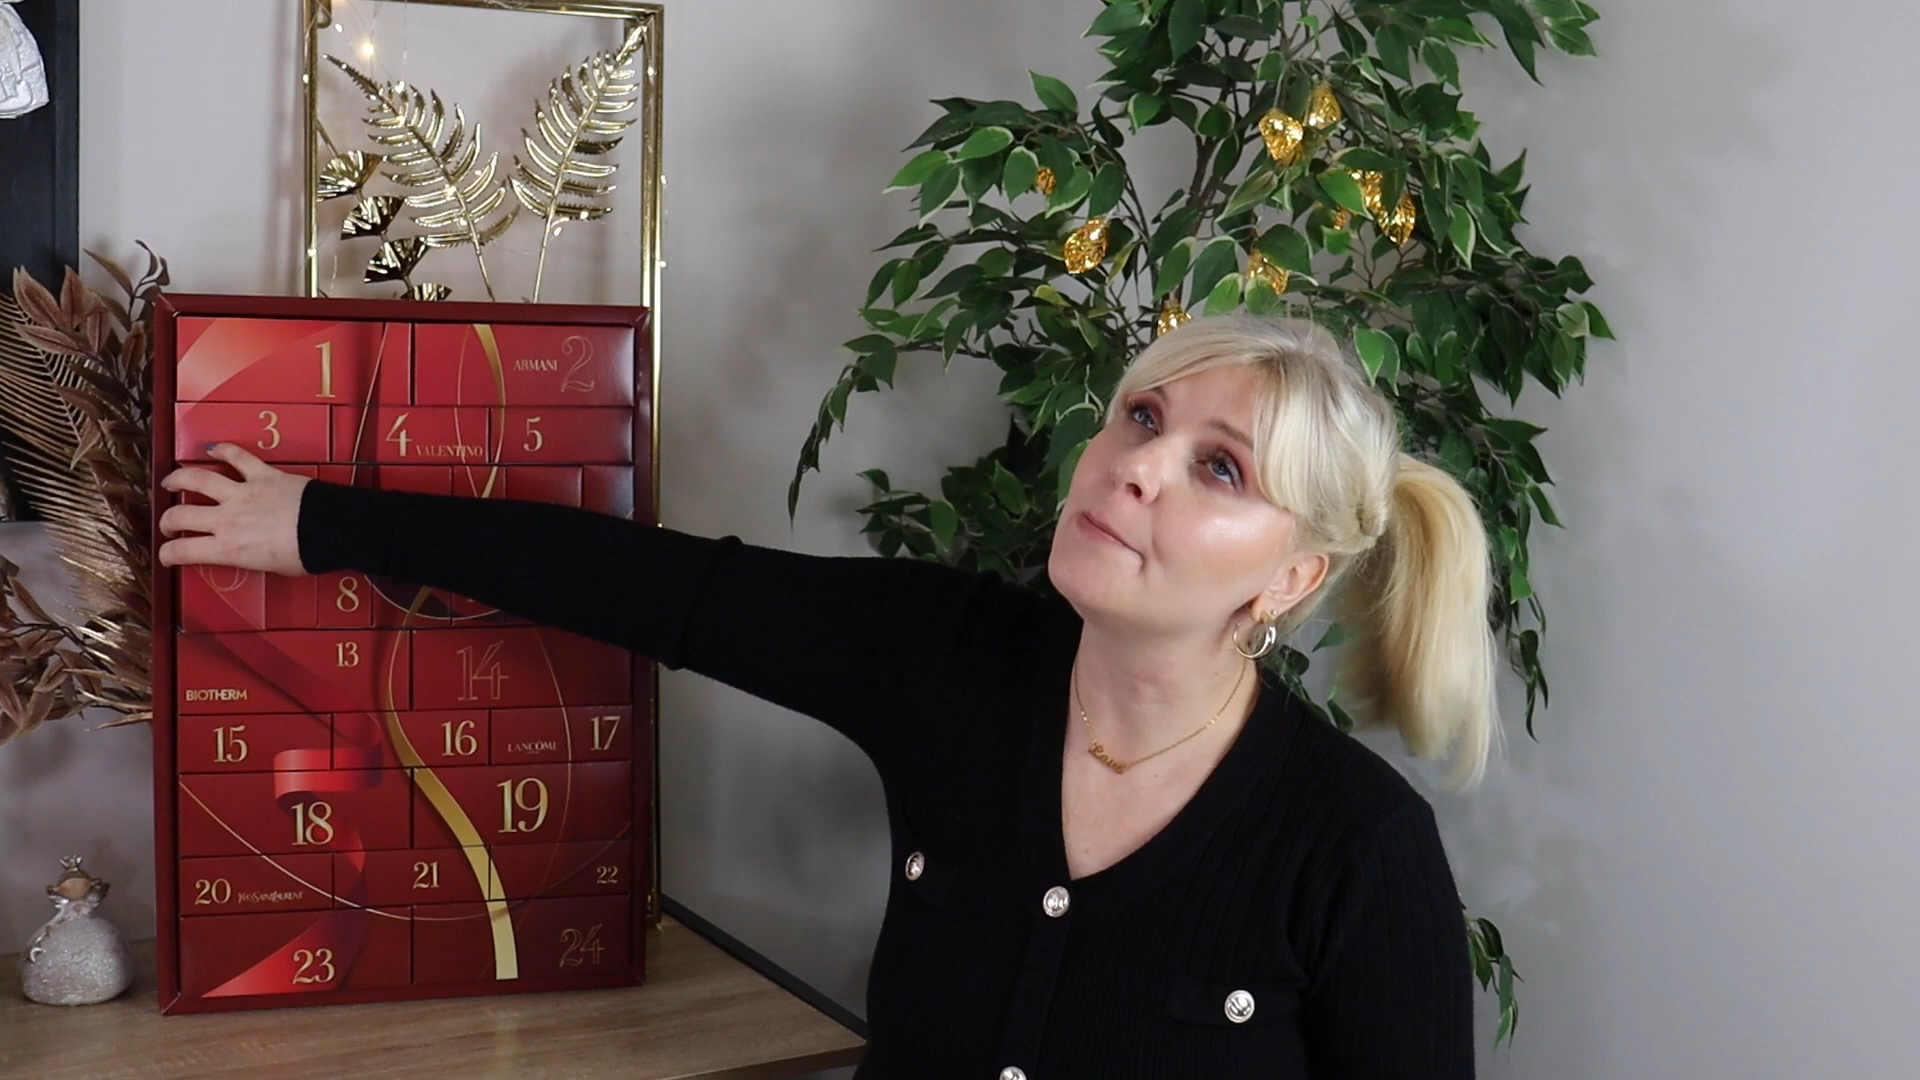 1
ARMANI 2
3
4 VALENTINO
5
8
13
BIOTHERM
14
15
16
LANCÔME 17
18
19
20 YVESSAINTLAURENT
21
22
23
24
love